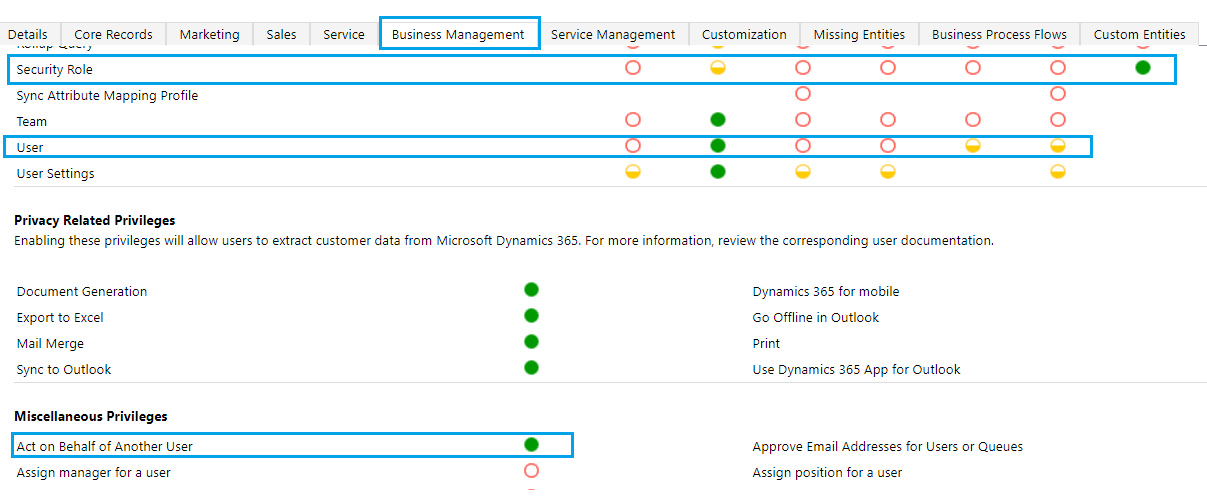 Details Core Records Marketing Sales Service Business Management Service Management Customization Missing Entities Business Process Flows Custom Entities
Rollup Query
Security Role
Sync Attribute Mapping Profile
Team
User
User Settings
Privacy Related Privileges
Enabling these privileges will allow users to extract customer data from Microsoft Dynamics 365. For more information, review the corresponding user documentation.
Document Generation Dynamics 365 for mobile
Export to Excel Go Offline in Outlook
Mail Merge Print
Sync to Outlook Use Dynamics 365 App for Outlook
Miscellaneous Privileges
Act on Behalf of Another User Approve Email Addresses for Users or Queues
Assign manager for a user Assign position for a user